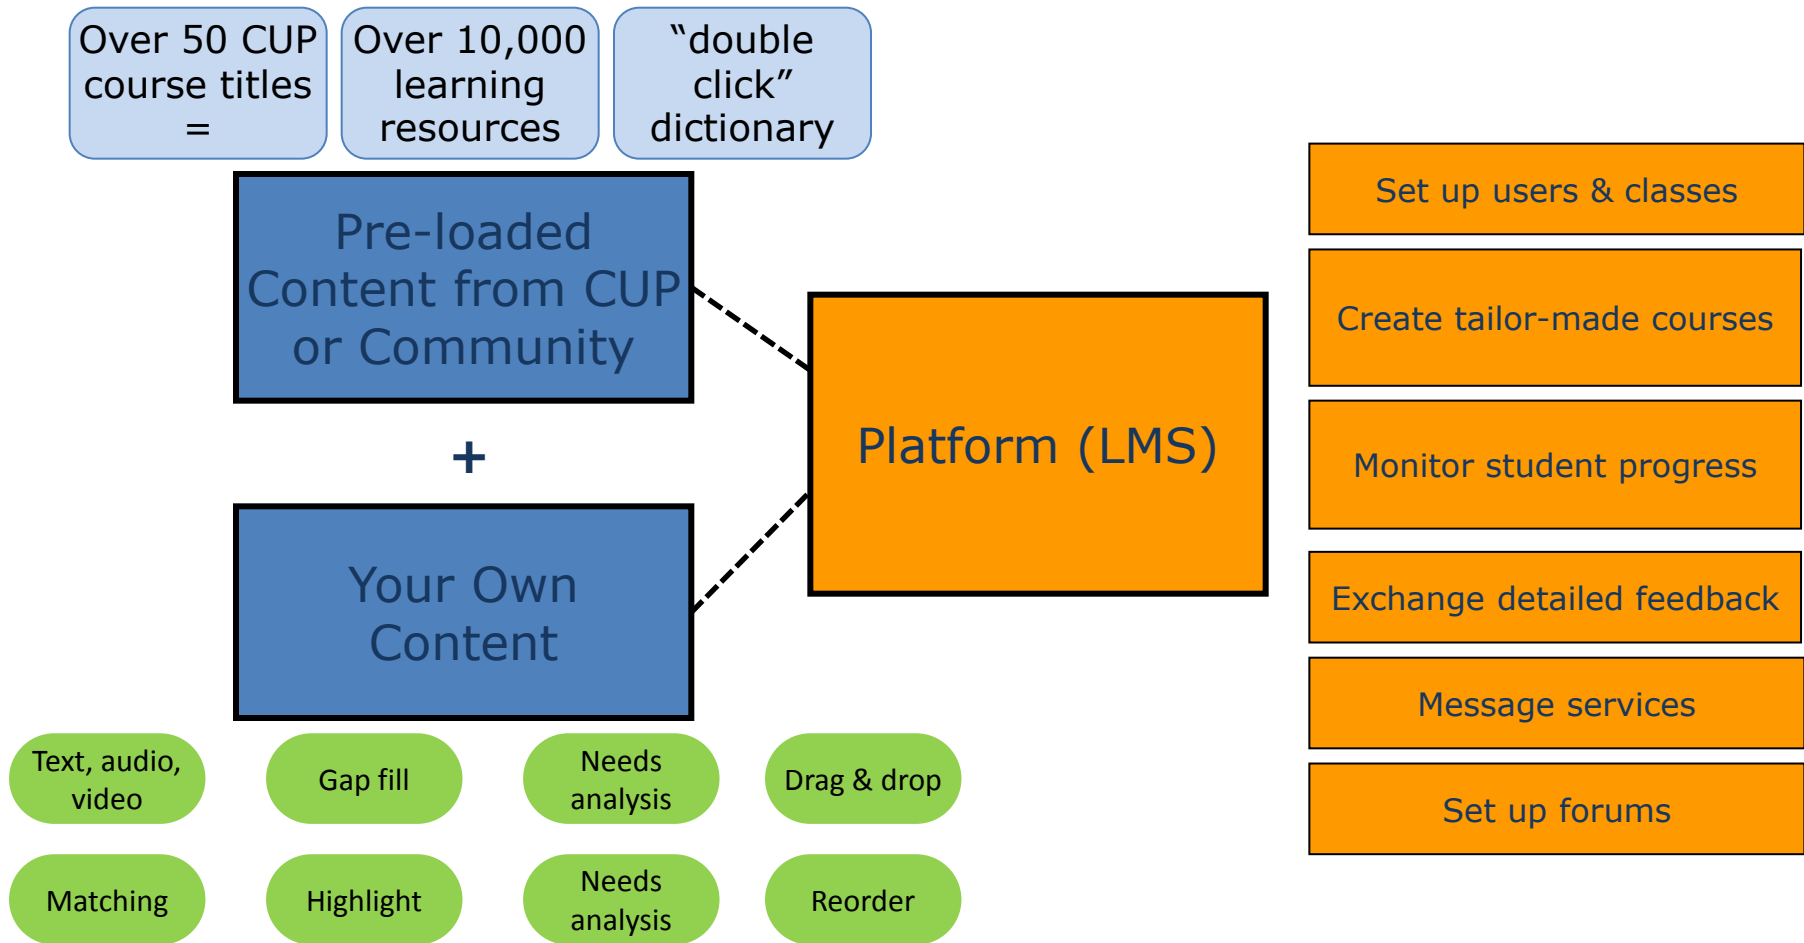 Over 50 CUP
course titles
=
Over 10,000
learning
resources
“double
click”
dictionary
Pre-loaded
Content from CUP
or Community
+
Your Own
Content
Platform (LMS)
Set up users & classes
Create tailor-made courses
Monitor student progress
Exchange detailed feedback
Message services
Set up forums
Text, audio,
video
Gap fill
Needs
analysis
Drag & drop
Matching
Highlight
Needs
analysis
Reorder